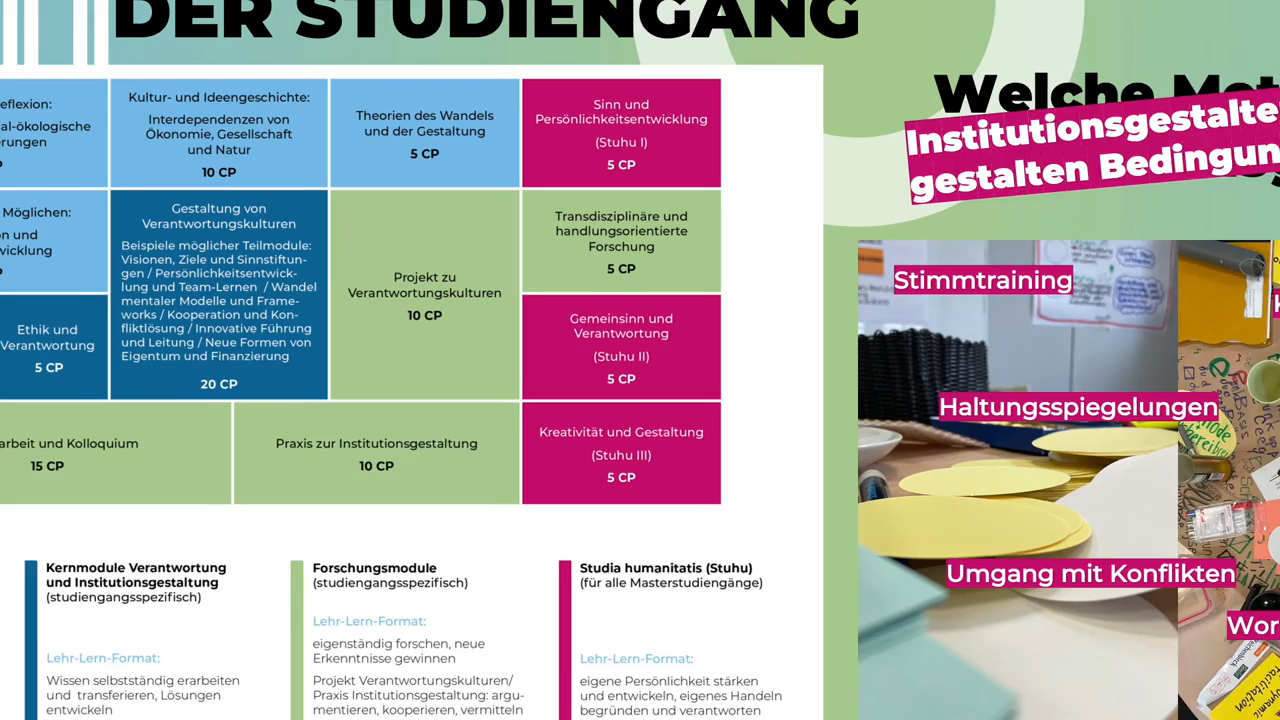 DER STUDIENGANG
eflexion:
al-ökologische
erungen
Kultur- und Ideengeschichte:
Interdependenzen von
Ökonomie, Gesellschaft
und Natur
10 CP
Theorien des Wandels
und der Gestaltung
5 CP
Sinn und
Persönlichkeitsentwicklung
(Stuhu I)
5 CP
Möglichen:
on und
wicklung
Gestaltung von
Verantwortungskulturen
Beispiele möglicher Teilmodule:
Visionen, Ziele und Sinnstiftun-
gen / Persönlichkeitsentwick-
lung und Team-Lernen / Wandel
mentaler Modelle und Frame-
works / Kooperation und Kon-
fliktlösung / Innovative Führung
und Leitung / Neue Formen von
Eigentum und Finanzierung
20 CP
Projekt zu
Verantwortungskulturen
10 CP
Transdisziplinäre und
handlungsorientierte
Forschung
5 CP
Ethik und
Verantwortung
5 CP
Gemeinsinn und
Verantwortung
(Stuhu II)
5 CP
arbeit und Kolloquium
15 CP
Praxis zur Institutionsgestaltung
10 CP
Kreativität und Gestaltung
(Stuhu III)
5 CP
Kernmodule Verantwortung
und Institutionsgestaltung
(studiengangsspezifisch)
Lehr-Lern-Format:
Wissen selbstständig erarbeiten
und transferieren, Lösungen
entwickeln
Forschungsmodule
(studiengangsspezifisch)
Lehr-Lern-Format:
eigenständig forschen, neue
Erkenntnisse gewinnen
Projekt Verantwortungskulturen/
Praxis Institutionsgestaltung: argu-
mentieren, kooperieren, vermitteln
Studia humanitatis (Stuhu)
(für alle Masterstudiengänge)
Lehr-Lern-Format:
eigene Persönlichkeit stärken
und entwickeln, eigenes Handeln
begründen und verantworten
Welche Met
Institutionsgestalte
gestalten Bedingun
Stimmtraining
Haltungsspiegelungen
Umgang mit Konflikten
Wor